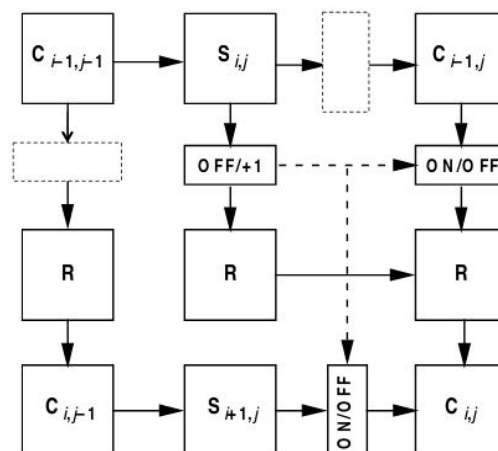 C i–1, j–1
S i,j
C i–1, j
OFF/+1
ON/OFF
R
R
R
C i, j–1
S i+1, j
ON/OFF
C i, j